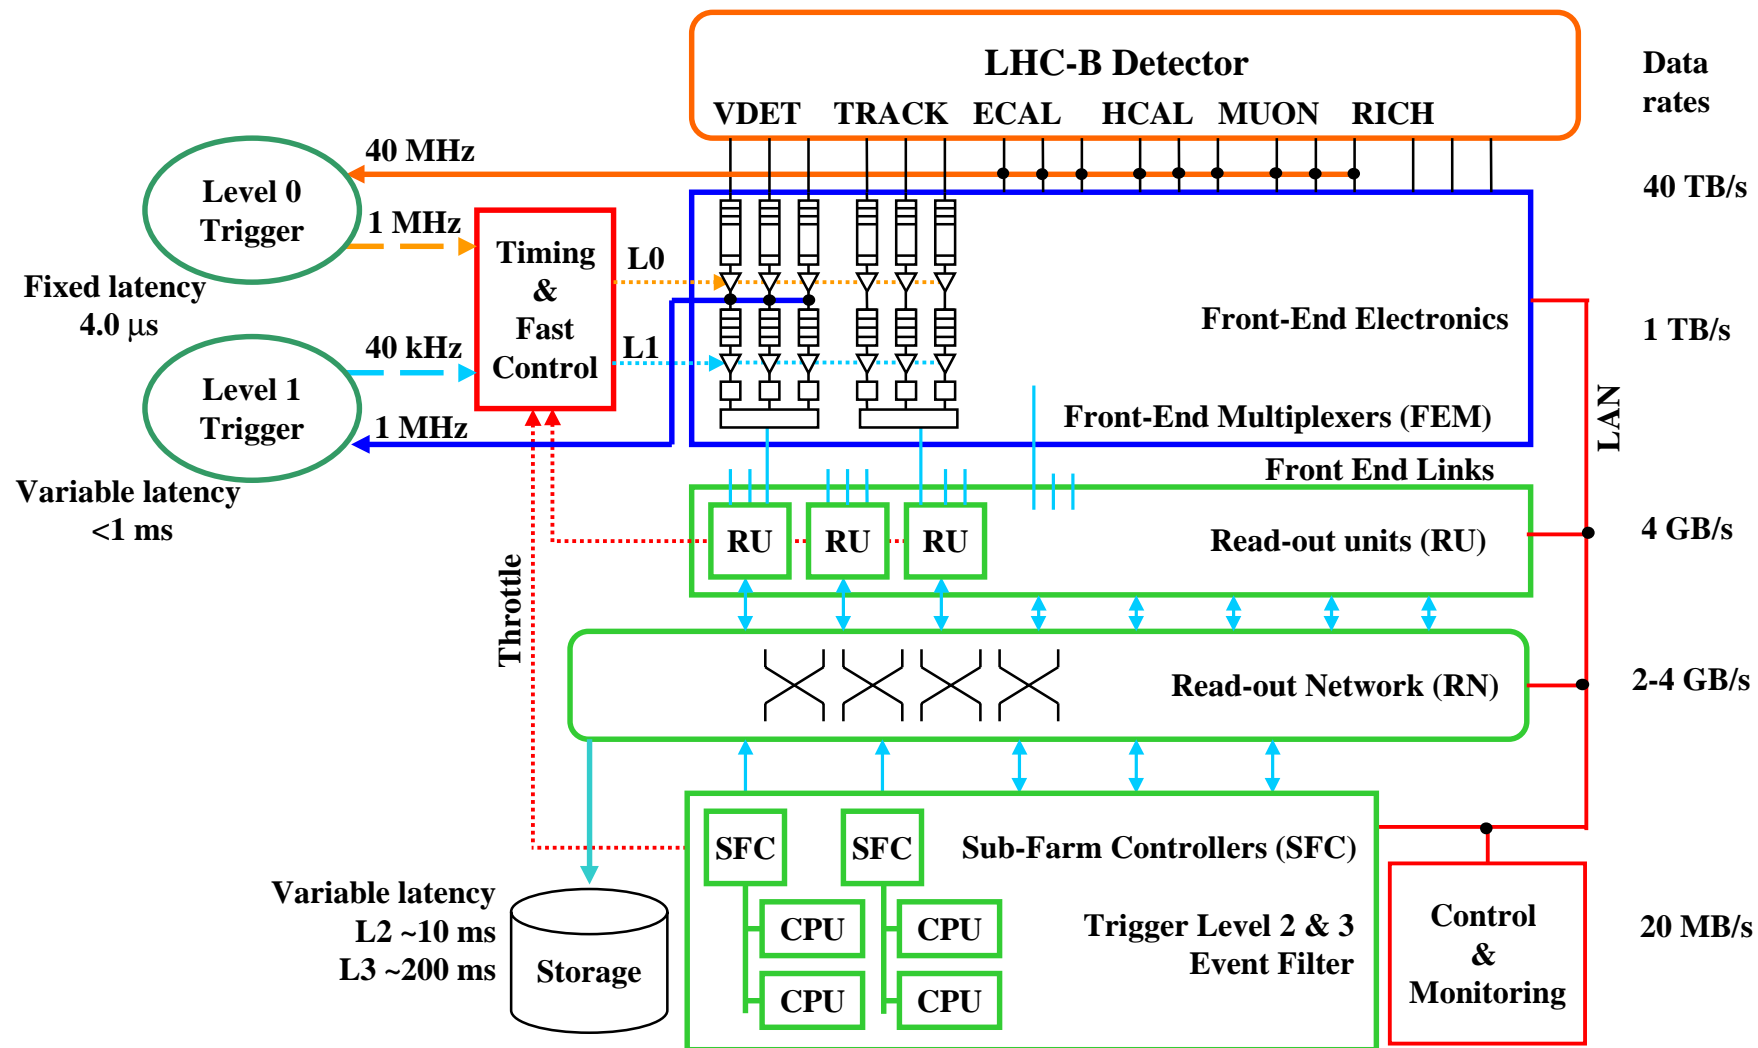 LHC-B Detector
Data
rates
VDET TRACK ECAL HCAL MUON RICH
40 MHz
40 TB/s
Level 0
Trigger
1 MHz
Timing
&
Fast
Control
L0
L1
Fixed latency
4.0 μs
Front-End Electronics
1 TB/s
40 kHz
Level 1
Trigger
1 MHz
Front-End Multiplexers (FEM)
LAN
Front End Links
Variable latency
<1 ms
RU RU RU
Read-out units (RU)
4 GB/s
Throttle
Read-out Network (RN)
2-4 GB/s
SFC SFC
Sub-Farm Controllers (SFC)
Variable latency
L2 ~10 ms
L3 ~200 ms
Storage
CPU CPU
CPU CPU
Trigger Level 2 & 3
Event Filter
Control
&
Monitoring
20 MB/s